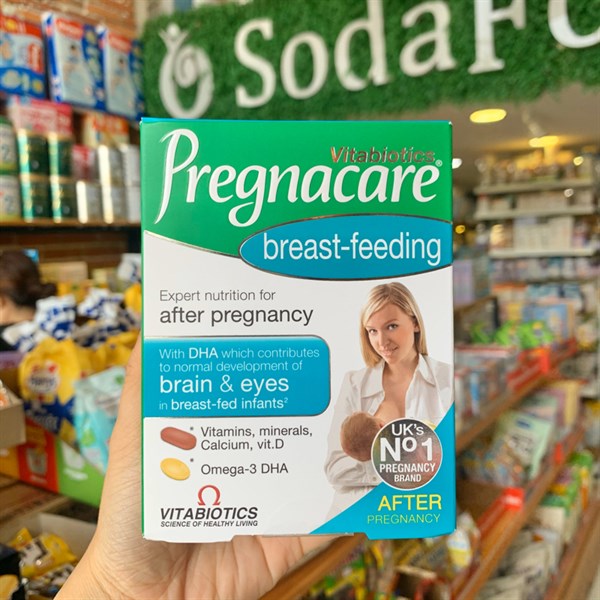 SodaFo
Vitabiotics®
Pregnacare®
breast-feeding
Expert nutrition for
after pregnancy
With DHA which contributes
to normal development of
brain & eyes
in breast-fed infants²
Vitamins, minerals,
Calcium, vit.D
Omega-3 DHA
UK's
Nº1
PREGNANCY
BRAND
VITABIOTICS
SCIENCE OF HEALTHY LIVING
AFTER
PREGNANCY